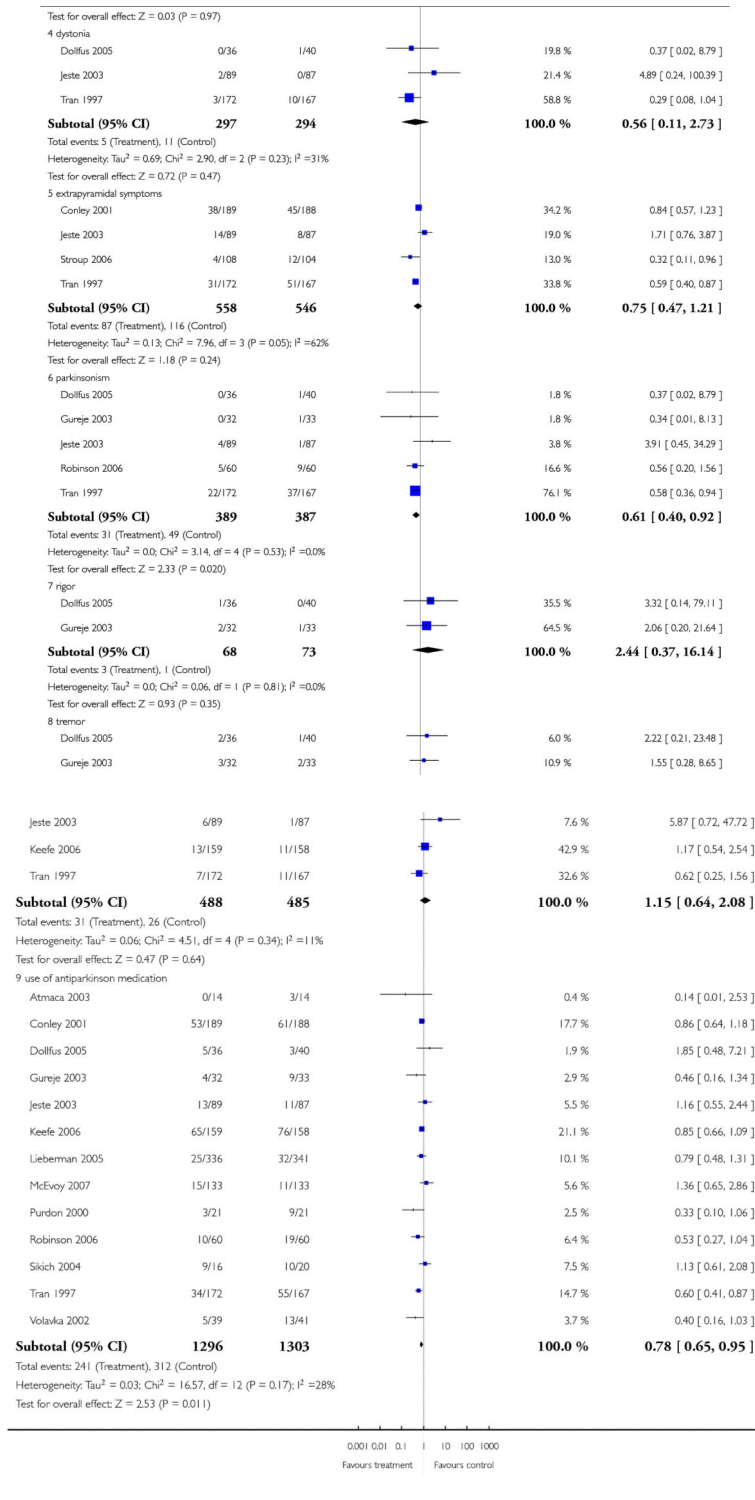 Test for overall effect: Z = 0.03 (P = 0.97)
4 dystonia
Dollfus 2005 0/36 1/40 19.8 % 0.37 [ 0.02, 8.79 ]
Jeste 2003 2/89 0/87 21.4 % 4.89 [ 0.24, 100.39 ]
Tran 1997 3/172 10/167 58.8 % 0.29 [ 0.08, 1.04 ]
Subtotal (95% CI) 297 294 100.0 % 0.56 [ 0.11, 2.73 ]
Total events: 5 (Treatment), 11 (Control)
Heterogeneity: Tau² = 0.69; Chi² = 2.90, df = 2 (P = 0.23); I² =31%
Test for overall effect: Z = 0.72 (P = 0.47)
5 extrapyramidal symptoms
Conley 2001 38/189 45/188 34.2 % 0.84 [ 0.57, 1.23 ]
Jeste 2003 14/89 8/87 19.0 % 1.71 [ 0.76, 3.87 ]
Stroup 2006 4/108 12/104 13.0 % 0.32 [ 0.11, 0.96 ]
Tran 1997 31/172 51/167 33.8 % 0.59 [ 0.40, 0.87 ]
Subtotal (95% CI) 558 546 100.0 % 0.75 [ 0.47, 1.21 ]
Total events: 87 (Treatment), 116 (Control)
Heterogeneity: Tau² = 0.13; Chi² = 7.96, df = 3 (P = 0.05); I² =62%
Test for overall effect: Z = 1.18 (P = 0.24)
6 parkinsonism
Dollfus 2005 0/36 1/40 1.8 % 0.37 [ 0.02, 8.79 ]
Gureje 2003 0/32 1/33 1.8 % 0.34 [ 0.01, 8.13 ]
Jeste 2003 4/89 1/87 3.8 % 3.91 [ 0.45, 34.29 ]
Robinson 2006 5/60 9/60 16.6 % 0.56 [ 0.20, 1.56 ]
Tran 1997 22/172 37/167 76.1 % 0.58 [ 0.36, 0.94 ]
Subtotal (95% CI) 389 387 100.0 % 0.61 [ 0.40, 0.92 ]
Total events: 31 (Treatment), 49 (Control)
Heterogeneity: Tau² = 0.0; Chi² = 3.14, df = 4 (P = 0.53); I² =0.0%
Test for overall effect: Z = 2.33 (P = 0.020)
7 rigor
Dollfus 2005 1/36 0/40 35.5 % 3.32 [ 0.14, 79.11 ]
Gureje 2003 2/32 1/33 64.5 % 2.06 [ 0.20, 21.64 ]
Subtotal (95% CI) 68 73 100.0 % 2.44 [ 0.37, 16.14 ]
Total events: 3 (Treatment), 1 (Control)
Heterogeneity: Tau² = 0.0; Chi² = 0.06, df = 1 (P = 0.81); I² =0.0%
Test for overall effect: Z = 0.93 (P = 0.35)
8 tremor
Dollfus 2005 2/36 1/40 6.0 % 2.22 [ 0.21, 23.48 ]
Gureje 2003 3/32 2/33 10.9 % 1.55 [ 0.28, 8.65 ]
Jeste 2003 6/89 1/87 7.6 % 5.87 [ 0.72, 47.72 ]
Keefe 2006 13/159 11/158 42.9 % 1.17 [ 0.54, 2.54 ]
Tran 1997 7/172 11/167 32.6 % 0.62 [ 0.25, 1.56 ]
Subtotal (95% CI) 488 485 100.0 % 1.15 [ 0.64, 2.08 ]
Total events: 31 (Treatment), 26 (Control)
Heterogeneity: Tau² = 0.06; Chi² = 4.51, df = 4 (P = 0.34); I² =11%
Test for overall effect: Z = 0.47 (P = 0.64)
9 use of antiparkinson medication
Atmaca 2003 0/14 3/14 0.4 % 0.14 [ 0.01, 2.53 ]
Conley 2001 53/189 61/188 17.7 % 0.86 [ 0.64, 1.18 ]
Dollfus 2005 5/36 3/40 1.9 % 1.85 [ 0.48, 7.21 ]
Gureje 2003 4/32 9/33 2.9 % 0.46 [ 0.16, 1.34 ]
Jeste 2003 13/89 11/87 5.5 % 1.16 [ 0.55, 2.44 ]
Keefe 2006 65/159 76/158 21.1 % 0.85 [ 0.66, 1.09 ]
Lieberman 2005 25/336 32/341 10.1 % 0.79 [ 0.48, 1.31 ]
McEvoy 2007 15/133 11/133 5.6 % 1.36 [ 0.65, 2.86 ]
Purdon 2000 3/21 9/21 2.5 % 0.33 [ 0.10, 1.06 ]
Robinson 2006 10/60 19/60 6.4 % 0.53 [ 0.27, 1.04 ]
Sikich 2004 9/16 10/20 7.5 % 1.13 [ 0.61, 2.08 ]
Tran 1997 34/172 55/167 14.7 % 0.60 [ 0.41, 0.87 ]
Volavka 2002 5/39 13/41 3.7 % 0.40 [ 0.16, 1.03 ]
Subtotal (95% CI) 1296 1303 100.0 % 0.78 [ 0.65, 0.95 ]
Total events: 241 (Treatment), 312 (Control)
Heterogeneity: Tau² = 0.03; Chi² = 16.57, df = 12 (P = 0.17); I² =28%
Test for overall effect: Z = 2.53 (P = 0.011)
0.001 0.01 0.1 1 10 100 1000
Favours treatment Favours control